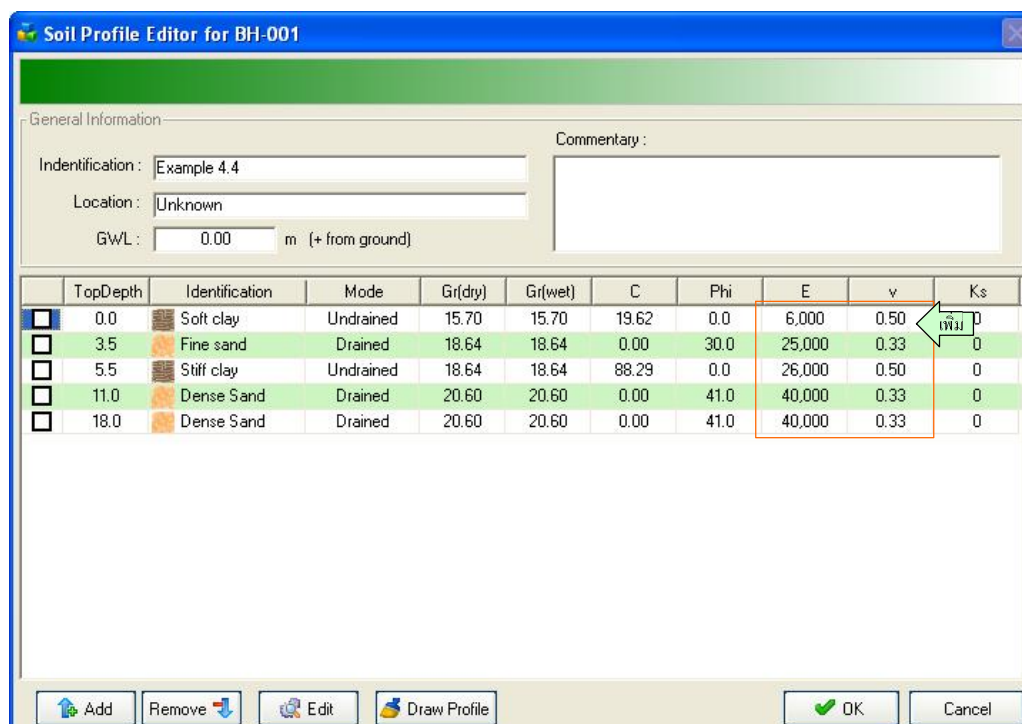 Soil Profile Editor for BH-001
General Information
Commentary :
Indentification : Example 4.4
Location : Unknown
GWL : 0.00 m (+ from ground)
TopDepth Identification Mode Gr(dry) Gr(wet) C Phi E v Ks
0.0 Soft clay Undrained 15.70 15.70 19.62 0.0 6,000 0.50 เพิ่ม 0
3.5 Fine sand Drained 18.64 18.64 0.00 30.0 25,000 0.33 0
5.5 Stiff clay Undrained 18.64 18.64 88.29 0.0 26,000 0.50 0
11.0 Dense Sand Drained 20.60 20.60 0.00 41.0 40,000 0.33 0
18.0 Dense Sand Drained 20.60 20.60 0.00 41.0 40,000 0.33 0
Add Remove Edit Draw Profile OK Cancel